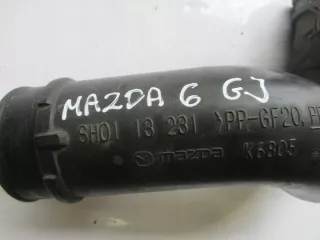 MAZDA 6 GJ
SH01 13 231 >PP-GF20,
mazda K6805